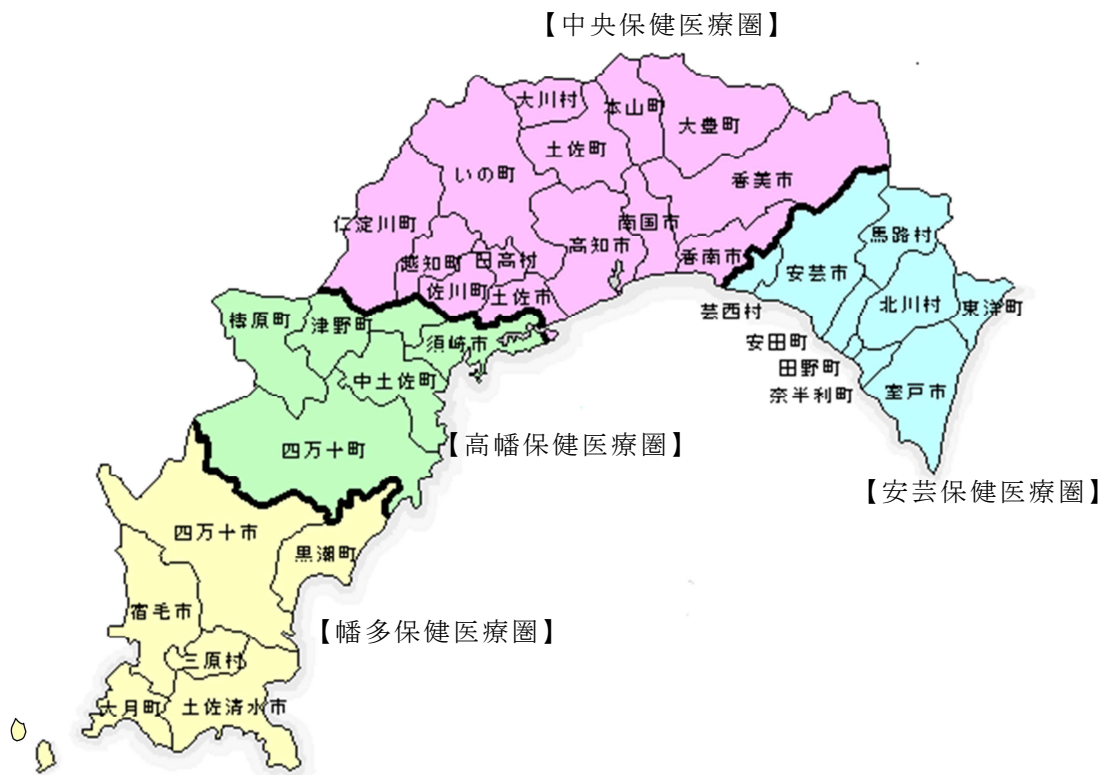 【中央保健医療圏】
大川村
本山町
大豊町
土佐町
いの町
香美市
仁淀川町
南国市
高知市
越知町
日高村
香南市
佐川町
土佐市
馬路村
安芸市
北川村
東洋町
芸西村
安田町
田野町
奈半利町
室戸市
【安芸保健医療圏】
梼原町
津野町
須崎市
中土佐町
四万十町
【高幡保健医療圏】
四万十市
黒潮町
宿毛市
【幡多保健医療圏】
三原村
大月町
土佐清水市